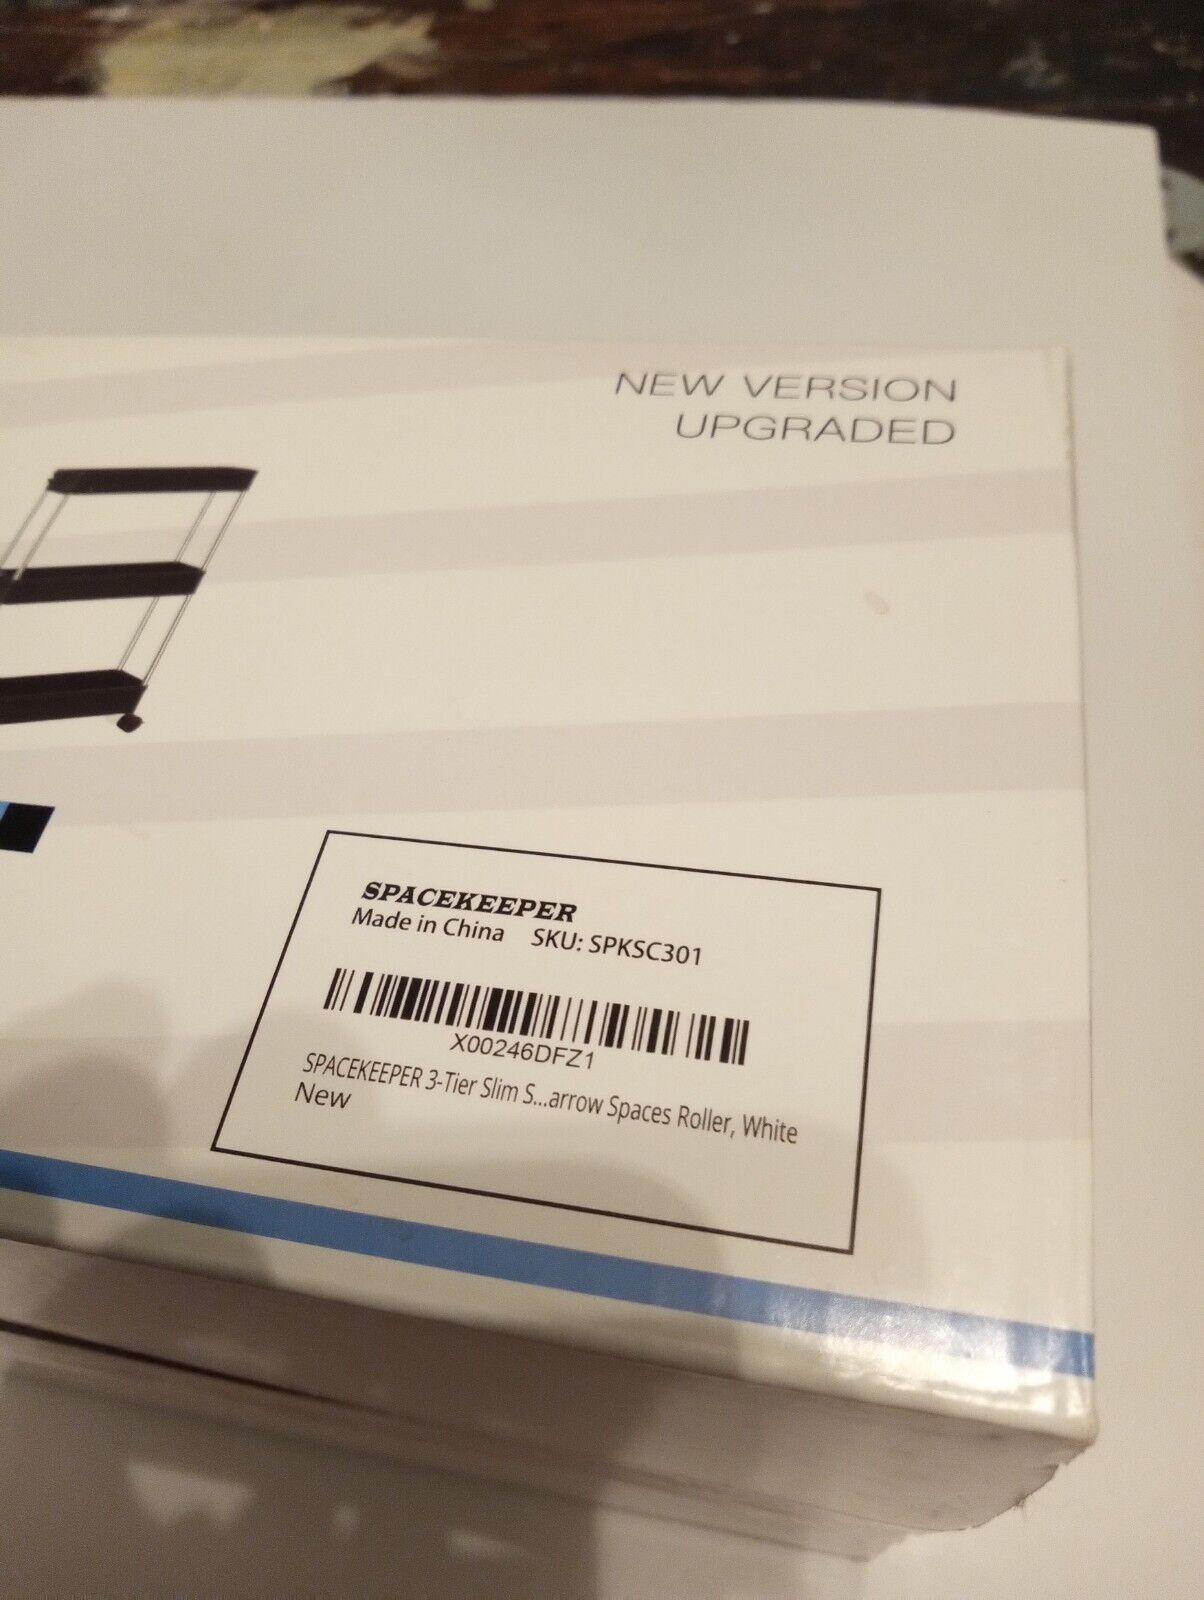 NEW VERSION
UPGRADED
SPACEKEEPER
Made in China SKU: SPKSC301
X00246DFZ1
SPACEKEEPER 3-Tier Slim S...arrow Spaces Roller, White
New